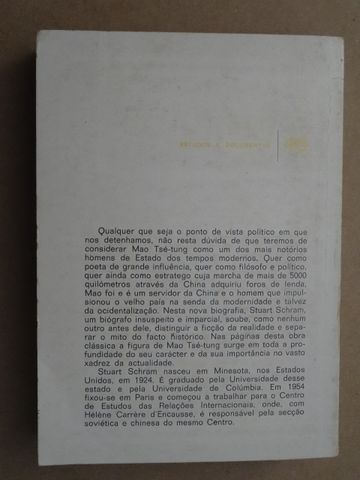 ESTUDOS E DOCUMENTOS
Qualquer que seja o ponto de vista político em que
nos detenhamos, não resta dúvida de que teremos de
considerar Mao Tsé-tung como um dos mais notórios
homens de Estado dos tempos modernos. Quer como
poeta de grande influência, quer como filósofo e político,
quer ainda como estratego cuja marcha de mais de 5000
quilómetros através da China adquiriu foros de lenda,
Mao foi e é um servidor da China e o homem que impul-
sionou o velho país na senda da modernidade e talvez
da ocidentalização. Nesta nova biografia, Stuart Schram,
um biógrafo insuspeito e imparcial, soube, como nenhum
outro antes dele, distinguir a ficção da realidade e sepa-
rar o mito do facto histórico. Nas páginas desta obra
clássica a figura de Mao Tsé-tung surge em toda a pro-
fundidade do seu carácter e da sua importância no vasto
xadrez da actualidade.
Stuart Schram nasceu em Minesota, nos Estados
Unidos, em 1924. É graduado pela Universidade desse
estado e pela Universidade de Colúmbia. Em 1954
fixou-se em Paris e começou a trabalhar para o Centro
de Estudos das Relações Internacionais, onde, com
Hélène Carrère d'Encausse, é responsável pela secção
soviética e chinesa do mesmo Centro.